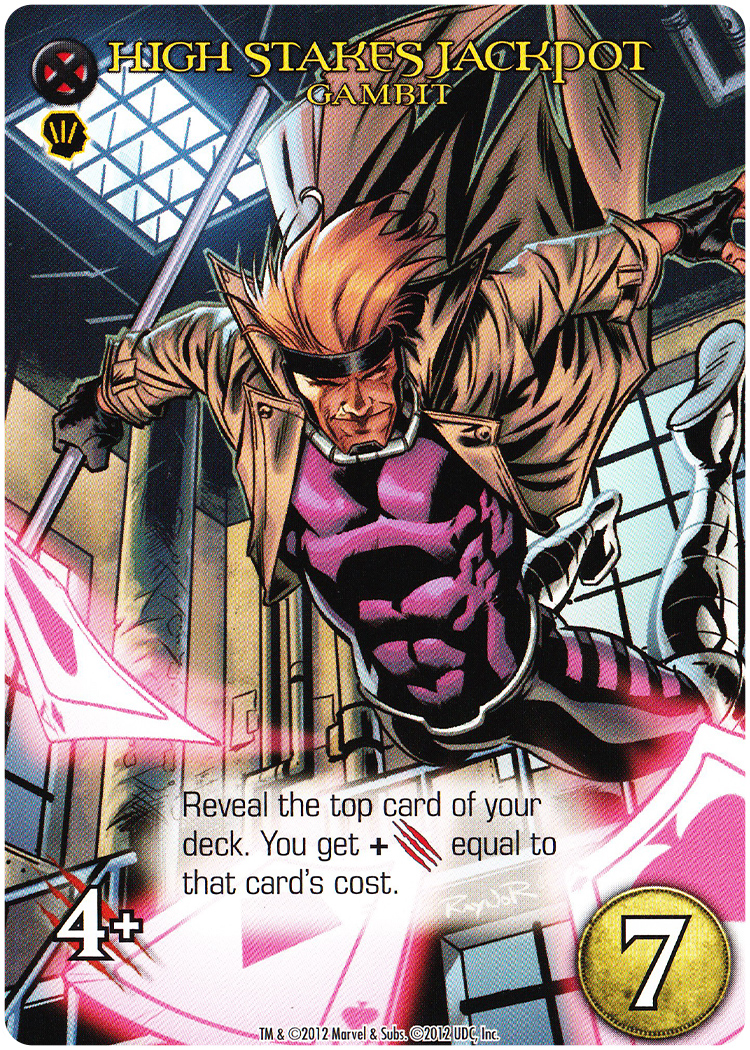 HIGH STAKES JACKPOT
GAMBIT
Reveal the top card of your
deck. You get + equal to
that card's cost.
RAYNOR
4+
7
TM & ©2012 Marvel & Subs. ©2012 UDC, Inc.